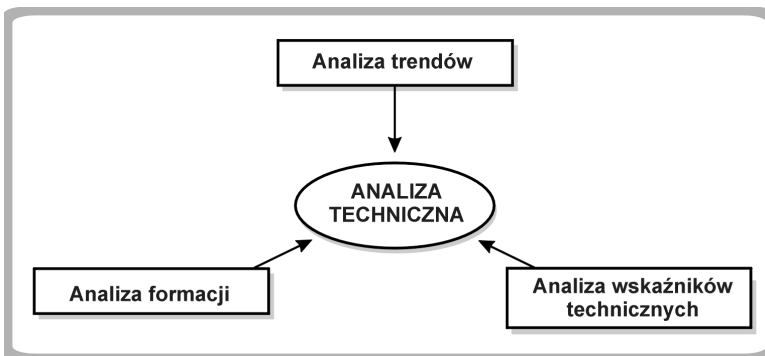 Analiza trendów
ANALIZA
TECHNICZNA
Analiza formacji
Analiza wskaźników
technicznych